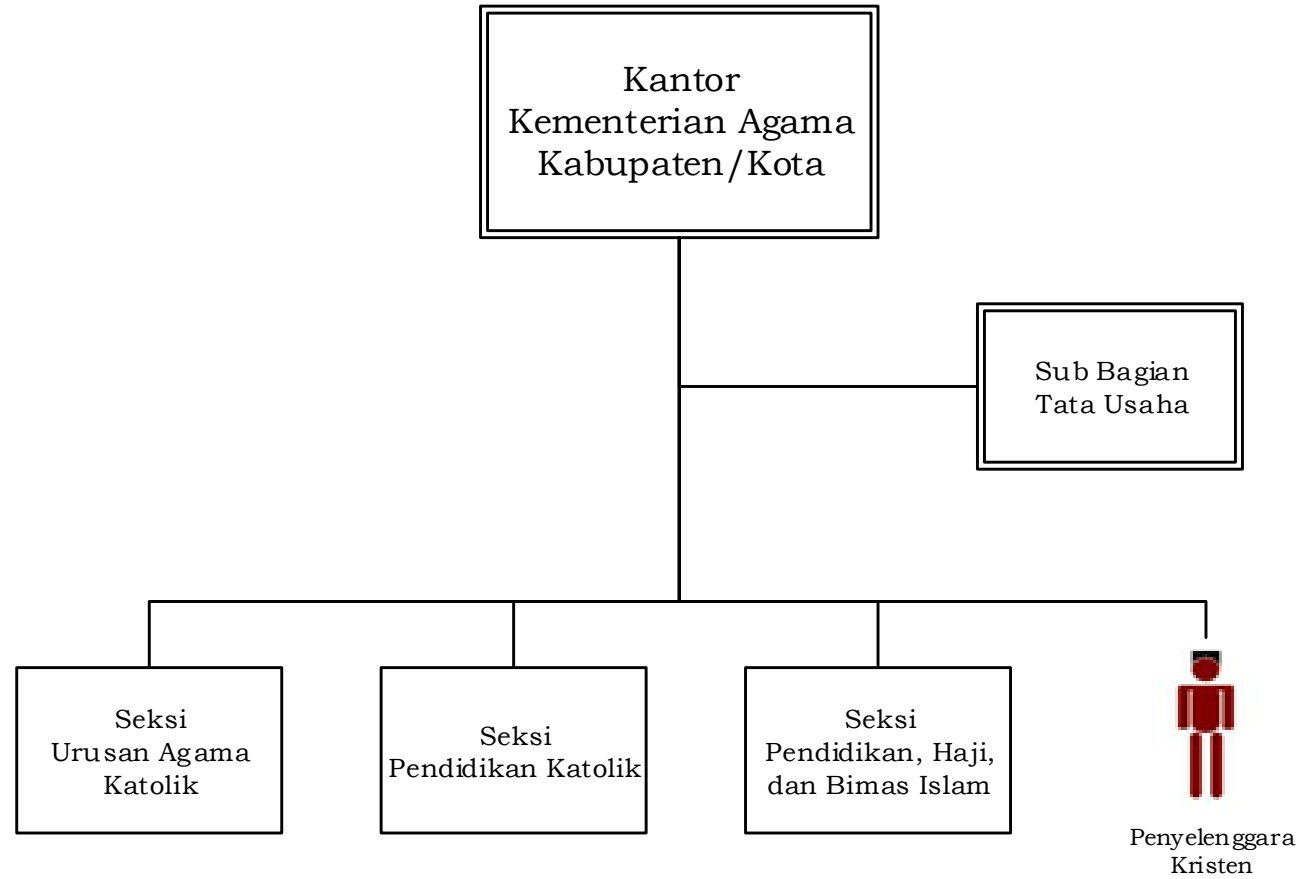 Kantor
Kementerian Agama
Kabupaten/Kota
Sub Bagian
Tata Usaha
Seksi
Urusan Agama
Katolik
Seksi
Pendidikan Katolik
Seksi
Pendidikan, Haji,
dan Bimas Islam
Penyelenggara
Kristen